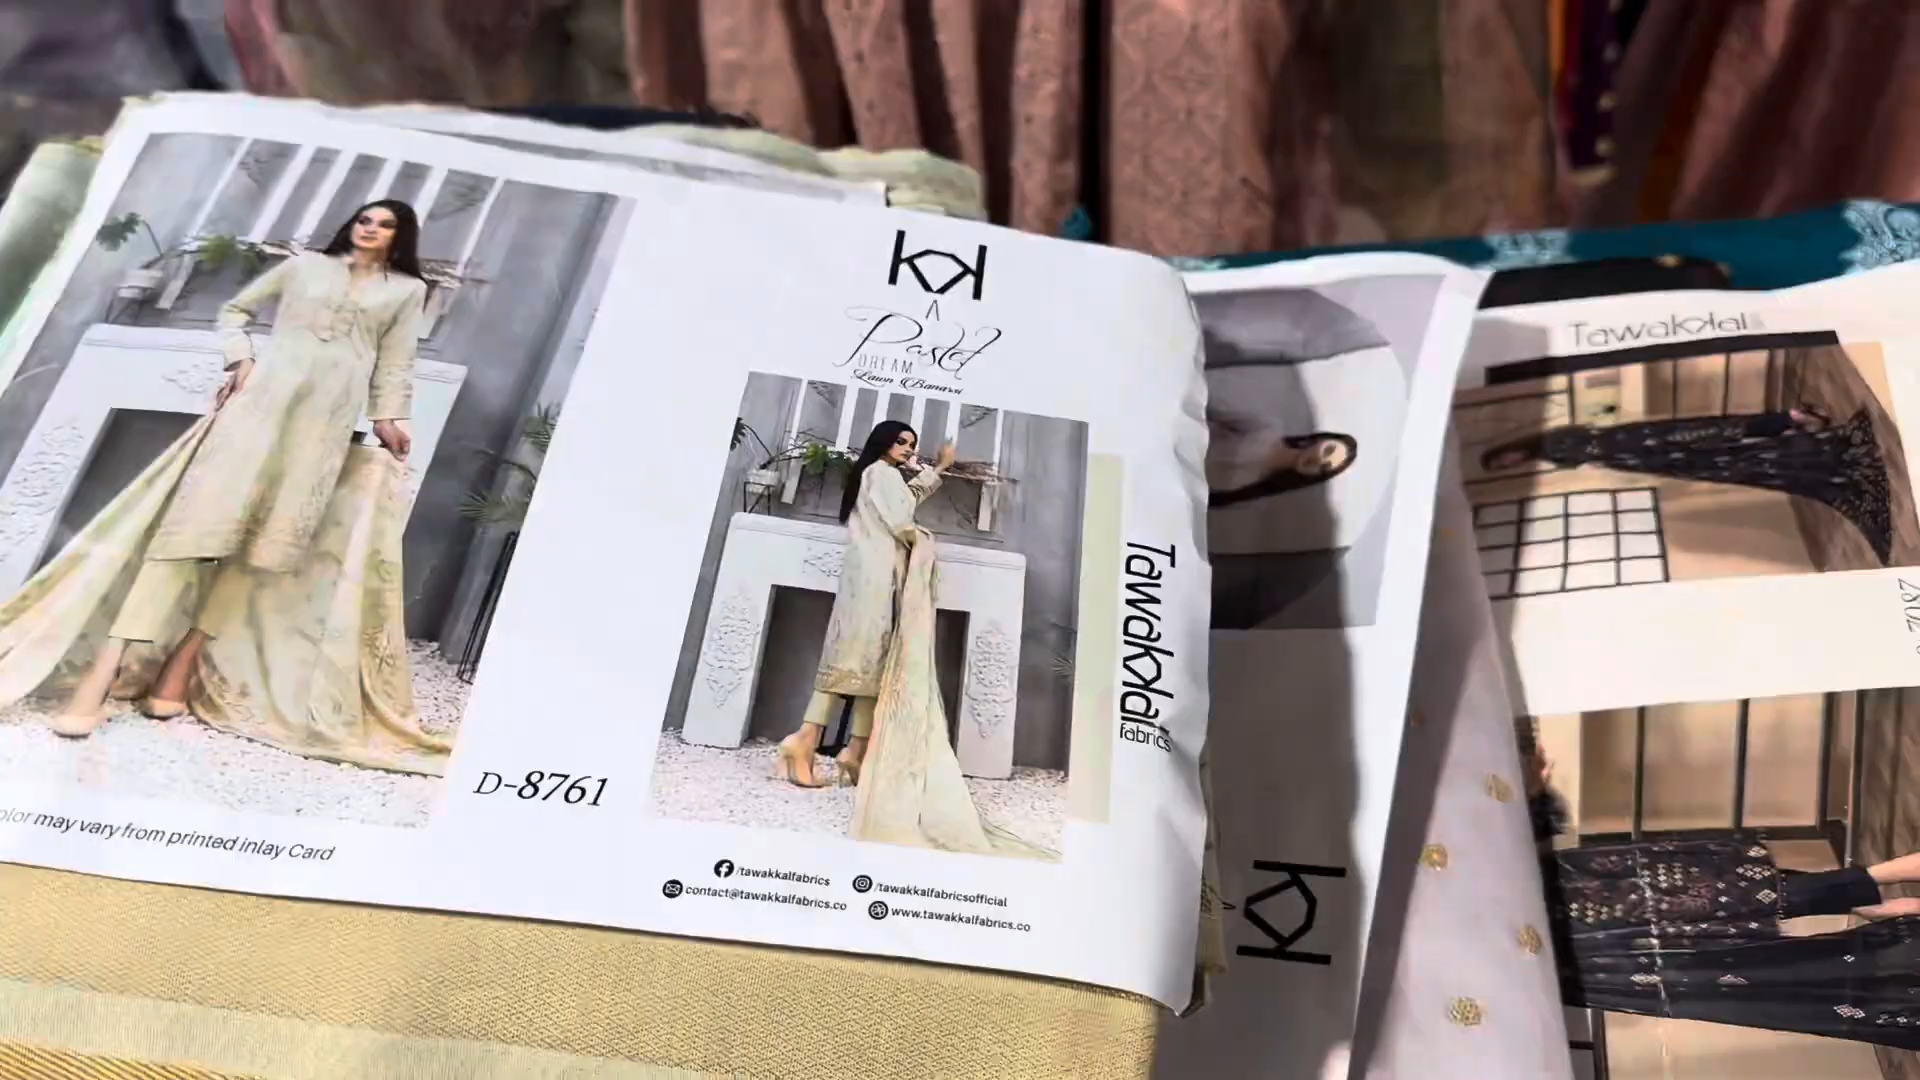 KK
A
Pastel
DREAM
Lawn Banarsi
Tawakkal
fabrics
D-8761
olor may vary from printed inlay Card
/tawakkalfabrics
/tawakkalfabricsofficial
contact@tawakkalfabrics.co
www.tawakkalfabrics.co
KK
Tawakkal